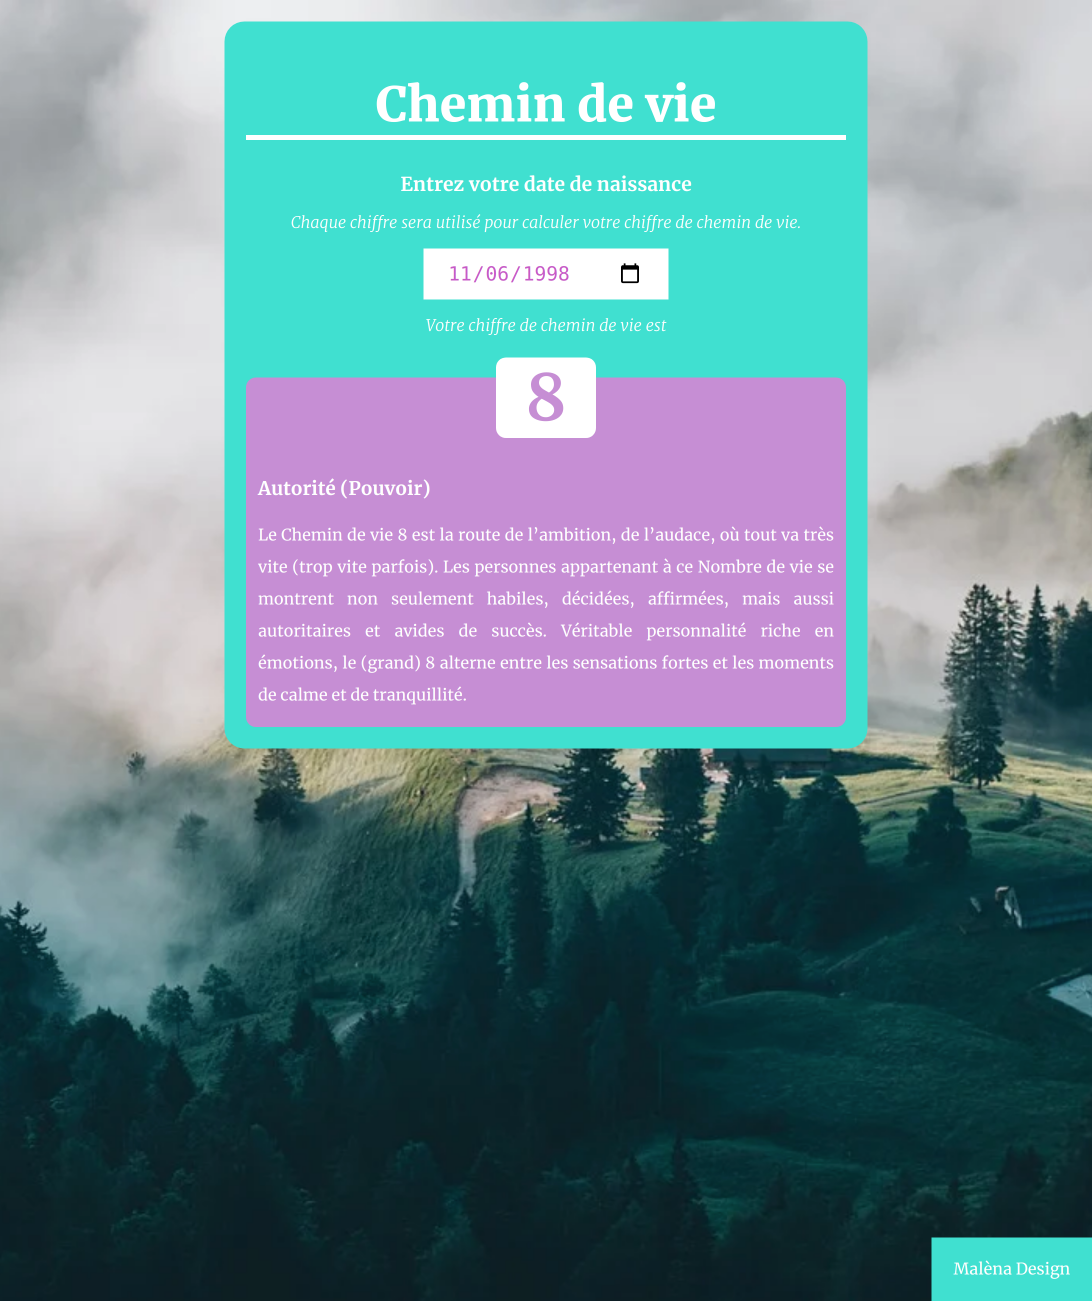 Chemin de vie
Entrez votre date de naissance
Chaque chiffre sera utilisé pour calculer votre chiffre de chemin de vie.
11/06/1998
Votre chiffre de chemin de vie est
8
Autorité (Pouvoir)
Le Chemin de vie 8 est la route de l’ambition, de l’audace, où tout va très
vite (trop vite parfois). Les personnes appartenant à ce Nombre de vie se
montrent non seulement habiles, décidées, affirmées, mais aussi
autoritaires et avides de succès. Véritable personnalité riche en
émotions, le (grand) 8 alterne entre les sensations fortes et les moments
de calme et de tranquillité.
Malèna Design